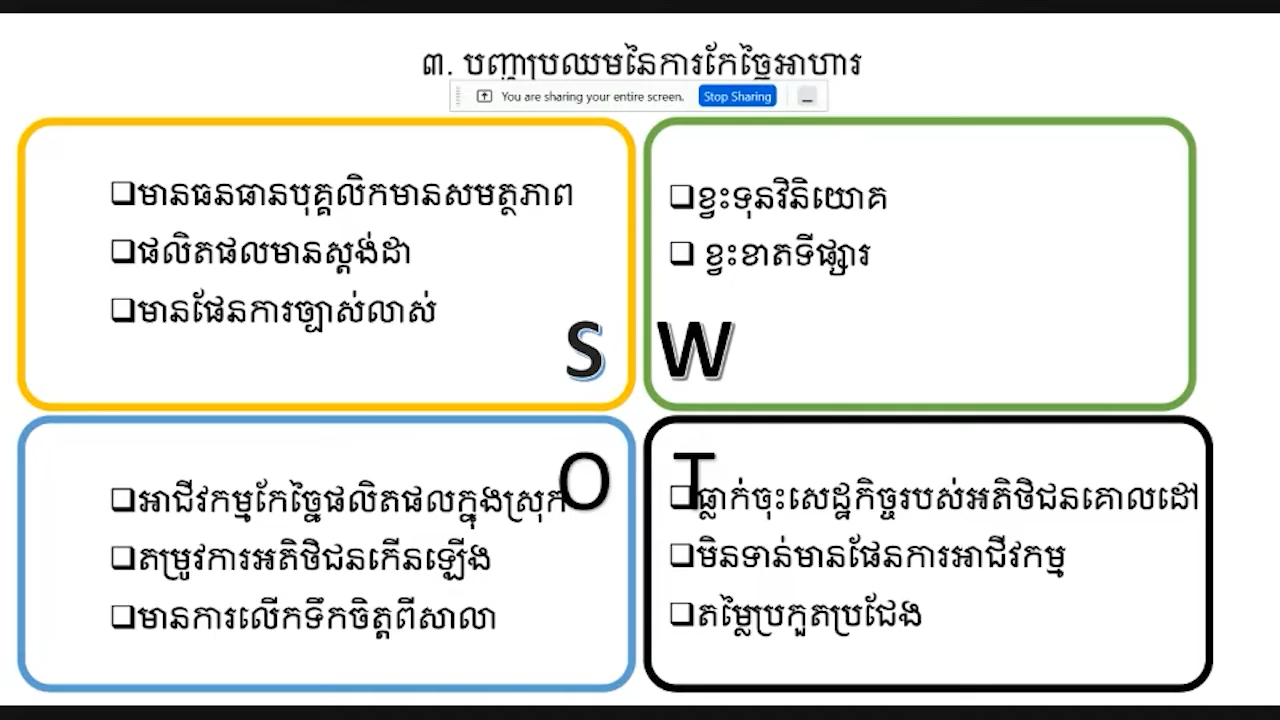 ៣. បញ្ហាប្រឈមនៃការកែច្នៃអាហារ
You are sharing your entire screen. Stop Sharing
❑មានធនធានបុគ្គលិកមានសមត្ថភាព
❑ផលិតផលមានស្តង់ដា
❑មានផែនការច្បាស់លាស់
S
❑ខ្វះទុនវិនិយោគ
❑ ខ្វះខាតទីផ្សារ
W
O
❑អាជីវកម្មកែច្នៃផលិតផលក្នុងស្រុក
❑តម្រូវការអតិថិជនកើនឡើង
❑មានការលើកទឹកចិត្តពីសាលា
T
❑ធ្លាក់ចុះសេដ្ឋកិច្ចរបស់អតិថិជនគោលដៅ
❑មិនទាន់មានផែនការអាជីវកម្ម
❑តម្លៃប្រកួតប្រជែង